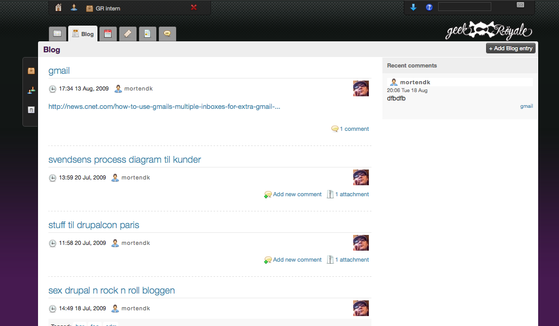 GR Intern
geek Royale
Blog
Blog
+ Add Blog entry
gmail
17:34 13 Aug, 2009 mortendk
http://news.cnet.com/how-to-use-gmails-multiple-inboxes-for-extra-gmail-...
1 comment
svendsens process diagram til kunder
13:59 20 Jul, 2009 mortendk
Add new comment 1 attachment
stuff til drupalcon paris
11:58 20 Jul, 2009 mortendk
Add new comment 1 attachment
sex drupal n rock n roll bloggen
14:49 18 Jul, 2009 mortendk
Recent comments
mortendk
20:08 Tue 18 Aug
dfbdfb
gmail